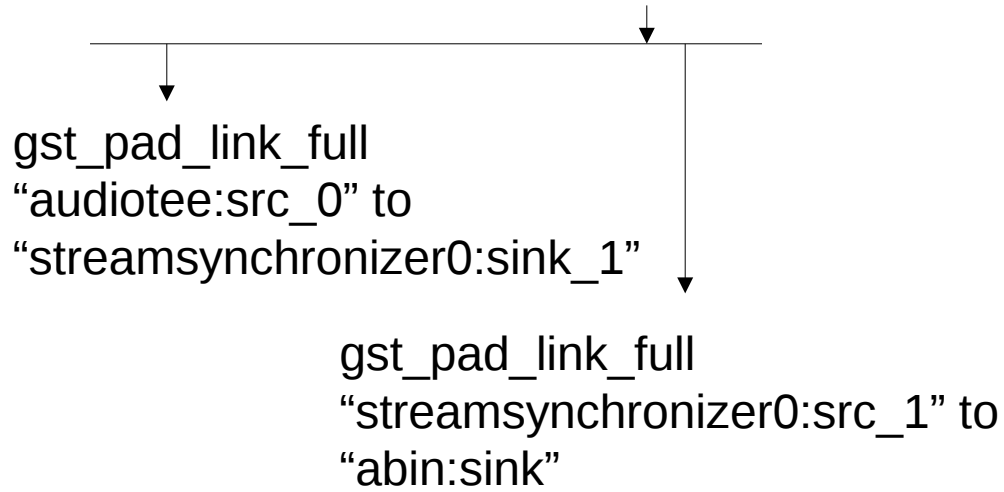 gst_pad_link_full
“audiotee:src_0” to
“streamsynchronizer0:sink_1”
gst_pad_link_full
“streamsynchronizer0:src_1” to
“abin:sink”